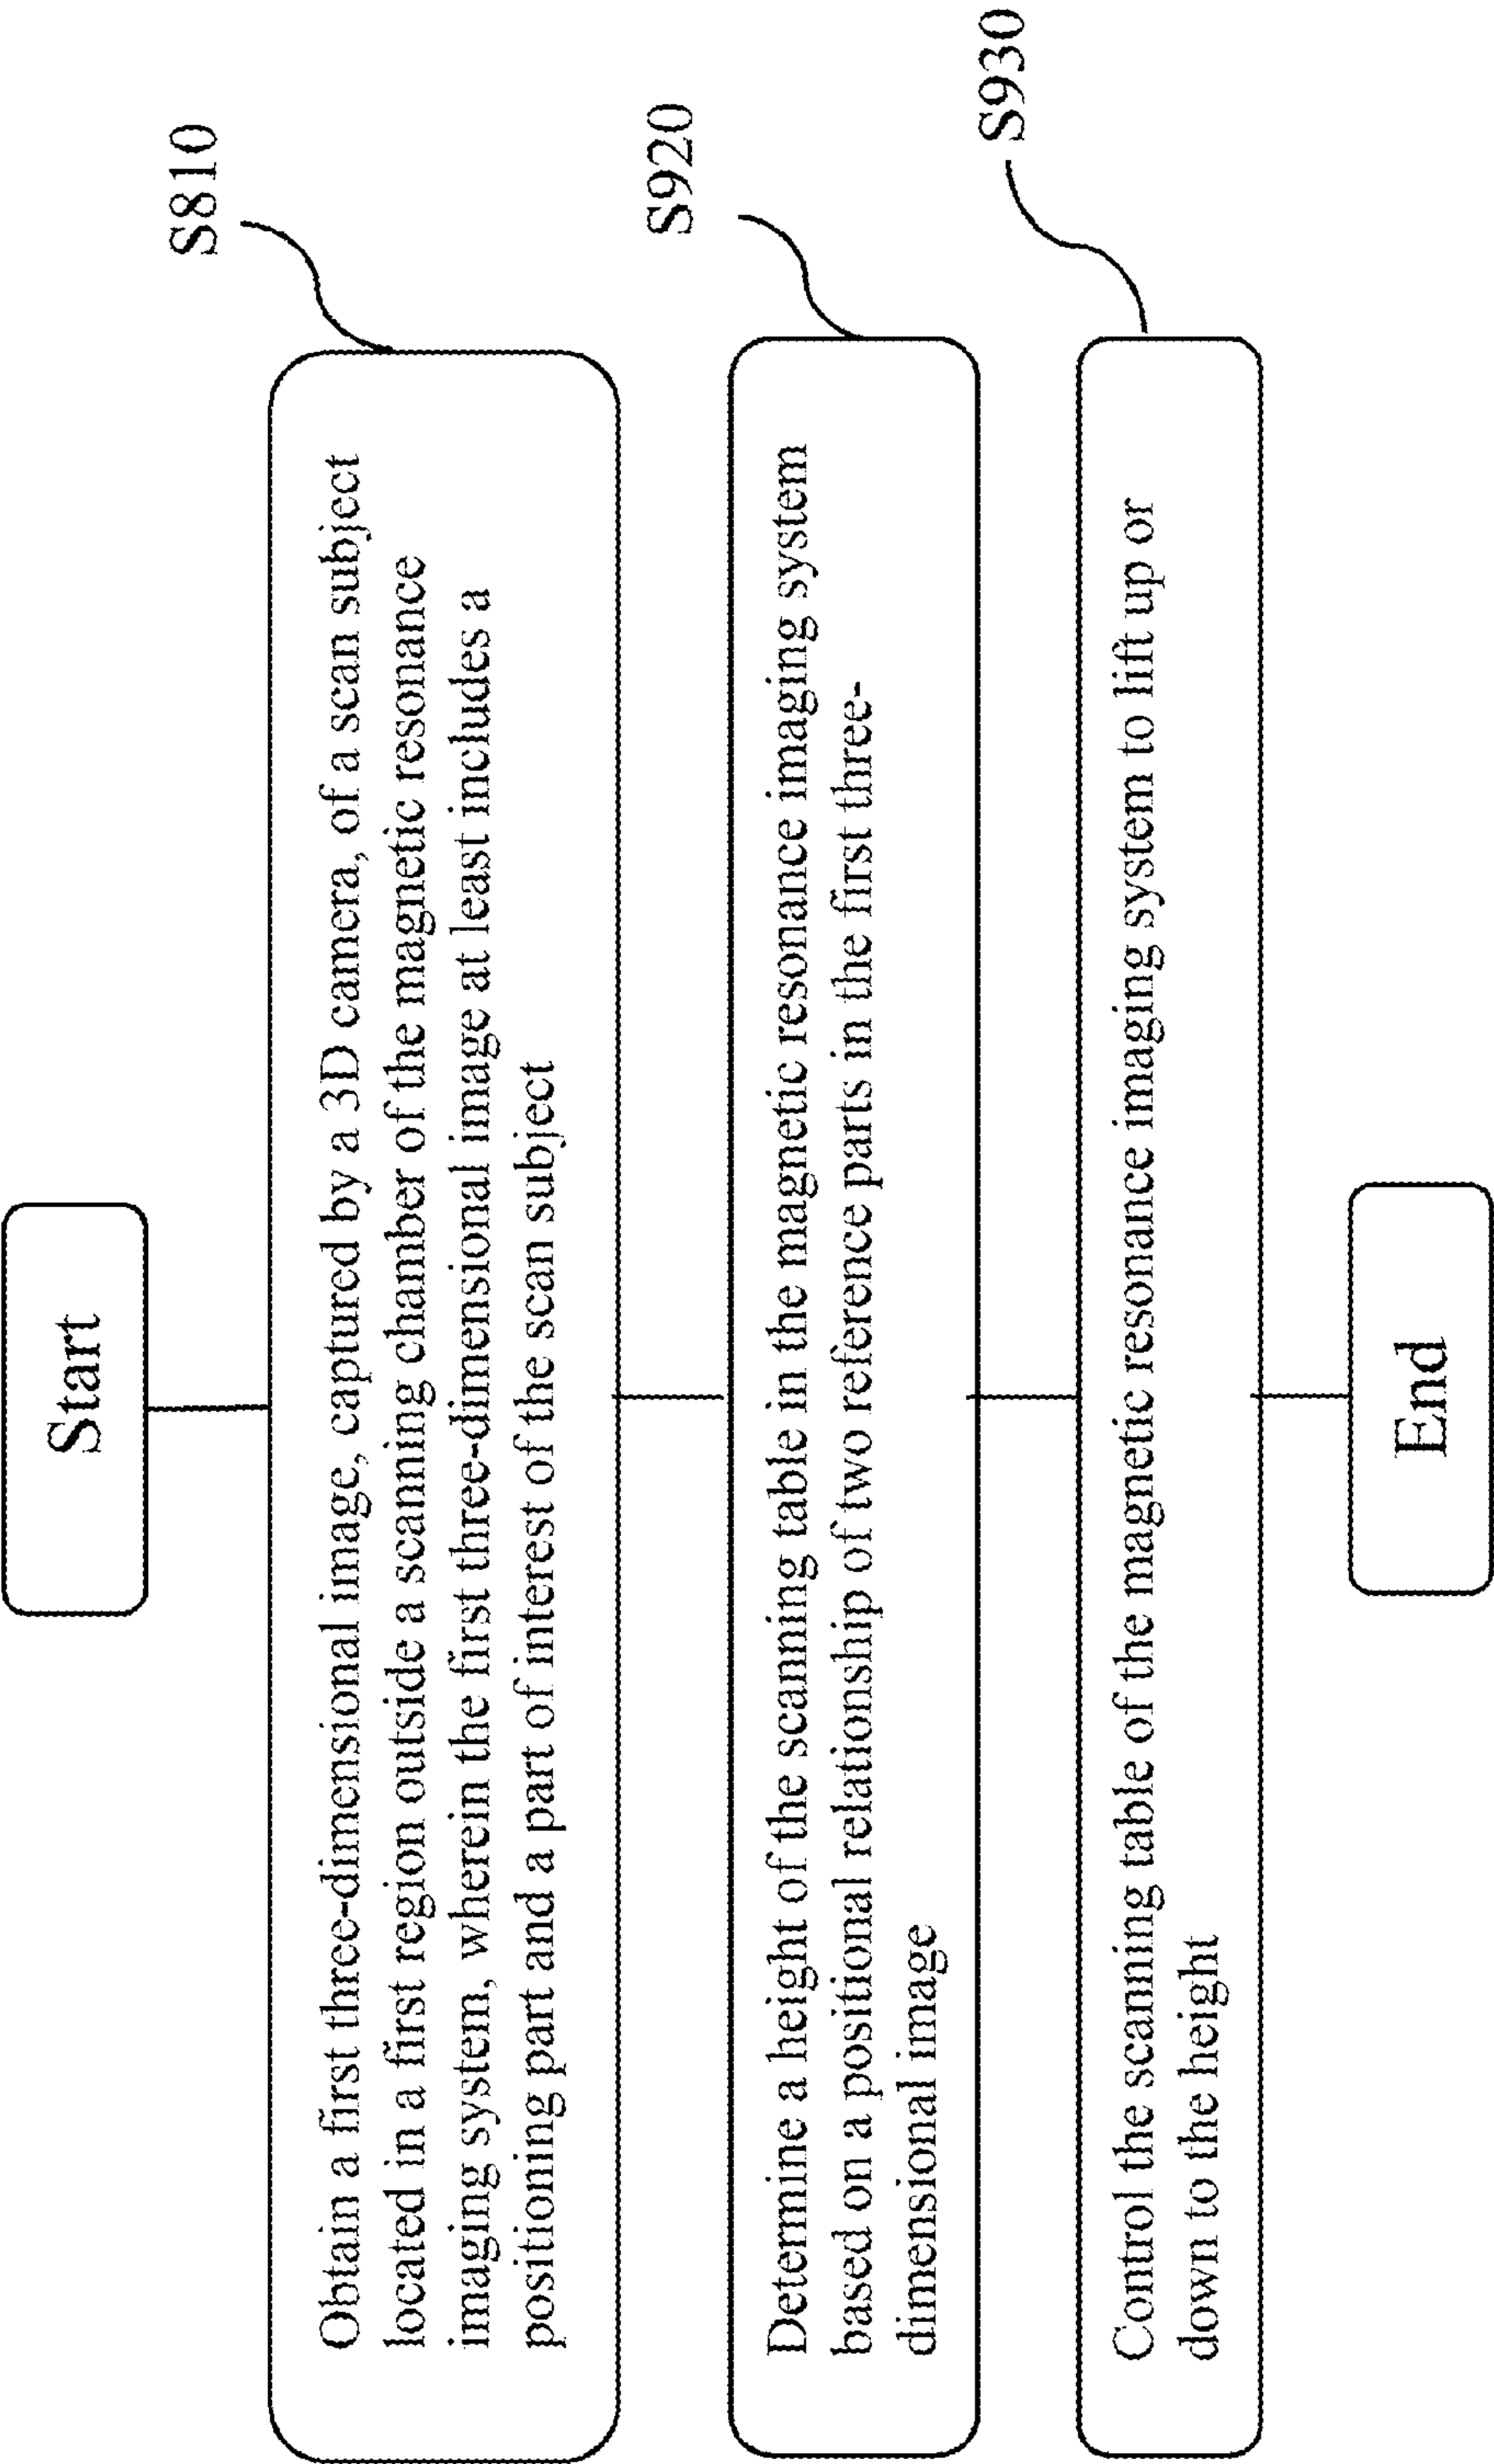 Start
S810
Obtain a first three-dimensional image, captured by a 3D camera, of a scan subject
located in a first region outside a scanning chamber of the magnetic resonance
imaging system, wherein the first three-dimensional image at least includes a
positioning part and a part of interest of the scan subject
S920
Determine a height of the scanning table in the magnetic resonance imaging system
based on a positional relationship of two reference parts in the first three-
dimensional image
S930
Control the scanning table of the magnetic resonance imaging system to lift up or
down to the height
End